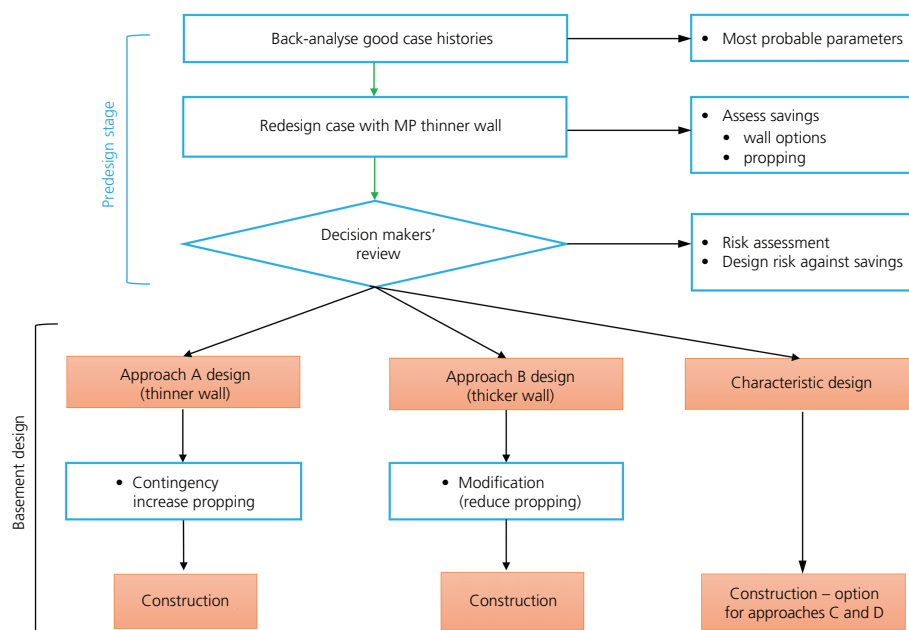 Predesign stage
Back-analyse good case histories
• Most probable parameters
Redesign case with MP thinner wall
• Assess savings
• wall options
• propping
Decision makers’
review
• Risk assessment
• Design risk against savings
Basement design
Approach A design
(thinner wall)
Approach B design
(thicker wall)
Characteristic design
• Contingency
increase propping
• Modification
(reduce propping)
Construction
Construction
Construction – option
for approaches C and D